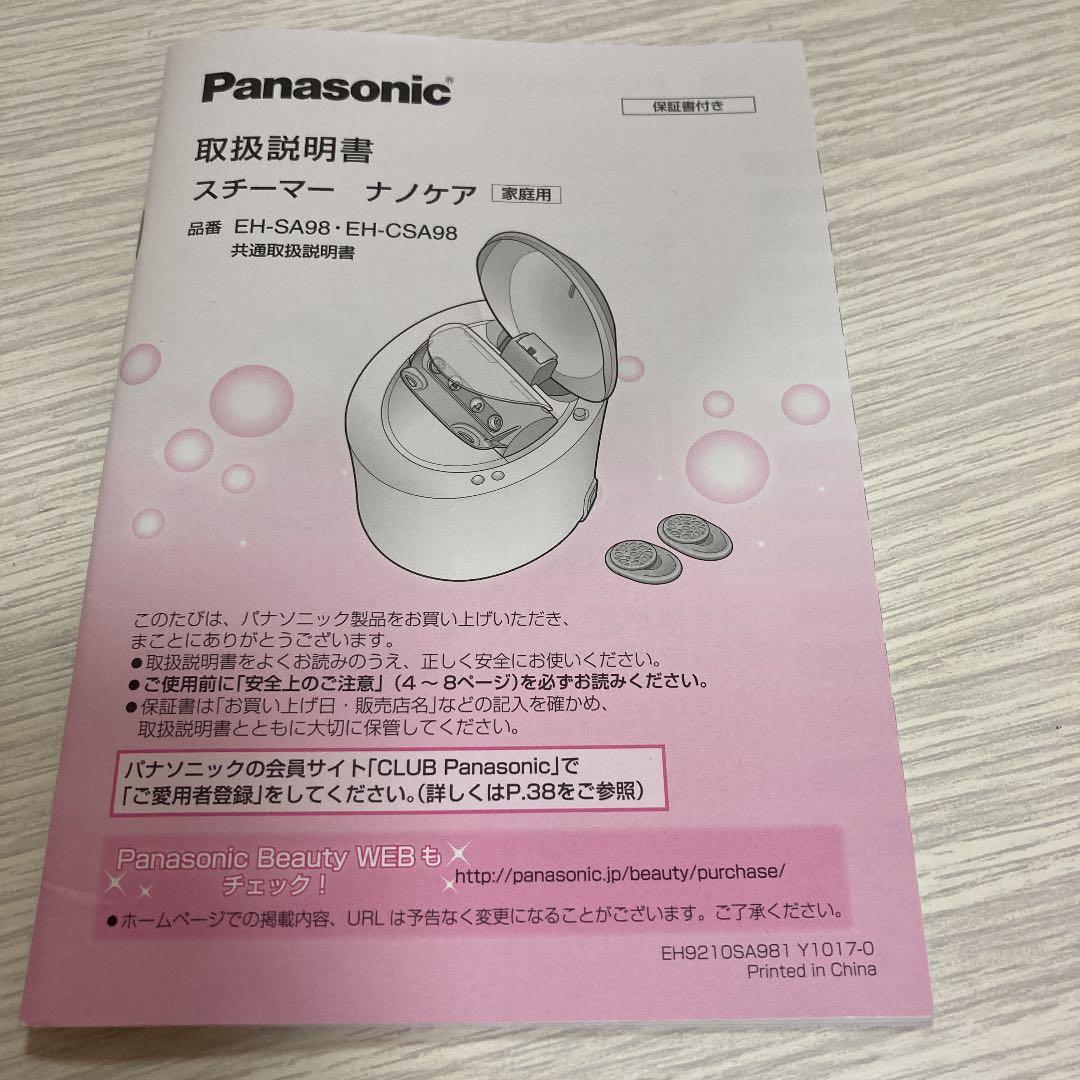 Panasonic®
保証書付き
取扱説明書
スチーマー ナノケア 家庭用
品番 EH-SA98・EH-CSA98
共通取扱説明書
このたびは、パナソニック製品をお買い上げいただき、
まことにありがとうございます。
●取扱説明書をよくお読みのうえ、正しく安全にお使いください。
●ご使用前に「安全上のご注意」(4～8ページ)を必ずお読みください。
●保証書は「お買い上げ日・販売店名」などの記入を確かめ、
取扱説明書とともに大切に保管してください。
パナソニックの会員サイト「CLUB Panasonic」で
「ご愛用者登録」をしてください。(詳しくはP.38をご参照)
Panasonic Beauty WEBも
チェック!
http://panasonic.jp/beauty/purchase/
●ホームページでの掲載内容、URLは予告なく変更になることがございます。ご了承ください。
EH9210SA981 Y1017-0
Printed in China